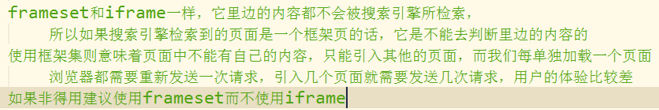 frameset和iframe一样，它里边的内容都不会被搜索引擎所检索，
所以如果搜索引擎检索到的页面是一个框架页的话，它是不能去判断里边的内容的
使用框架集则意味着页面中不能有自己的内容，只能引入其他的页面，而我们每单独加载一个页面
浏览器都需要重新发送一次请求，引入几个页面就需要发送几次请求，用户的体验比较差
如果非得用建议使用frameset而不使用iframe